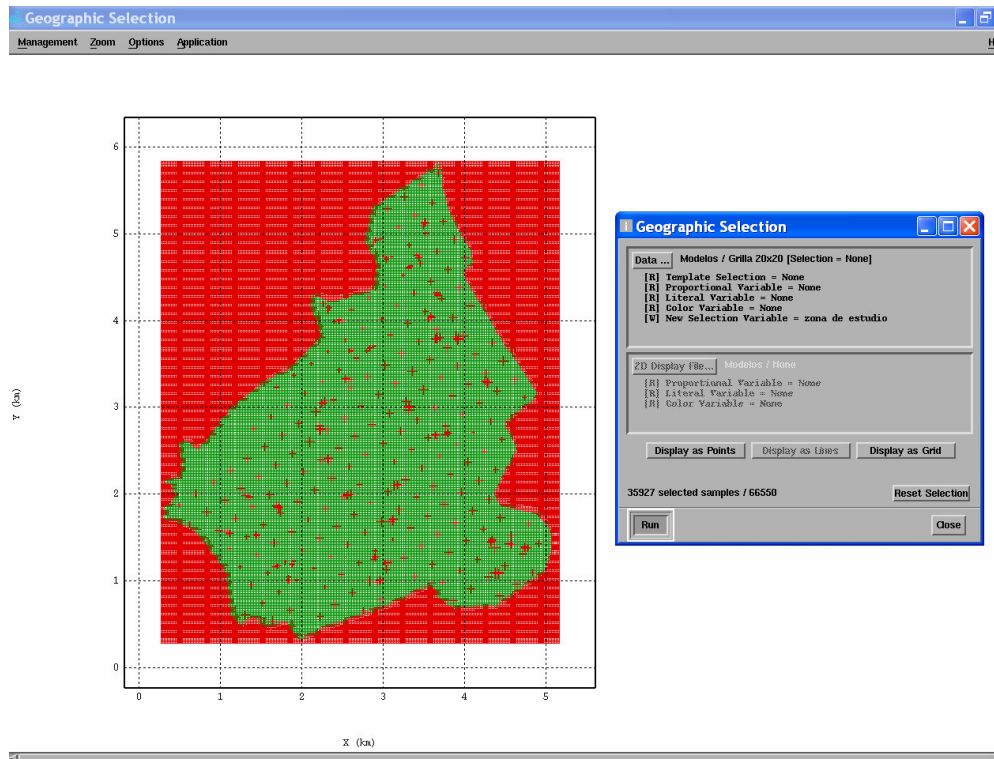 Geographic Selection
Management Zoom Options Application H
6
5
4
3
2
1
0
0 1 2 3 4 5
Y (km)
X (km)
Geographic Selection
Data ... Modelos / Grilla 20x20 [Selection = None]
[R] Template Selection = None
[R] Proportional Variable = None
[R] Literal Variable = None
[R] Color Variable = None
[W] New Selection Variable = zona de estudio
2D Display File... Modelos / None
[R] Proportional Variable = None
[R] Literal Variable = None
[R] Color Variable = None
Display as Points Display as Lines Display as Grid
35927 selected samples / 66550 Reset Selection
Run Close